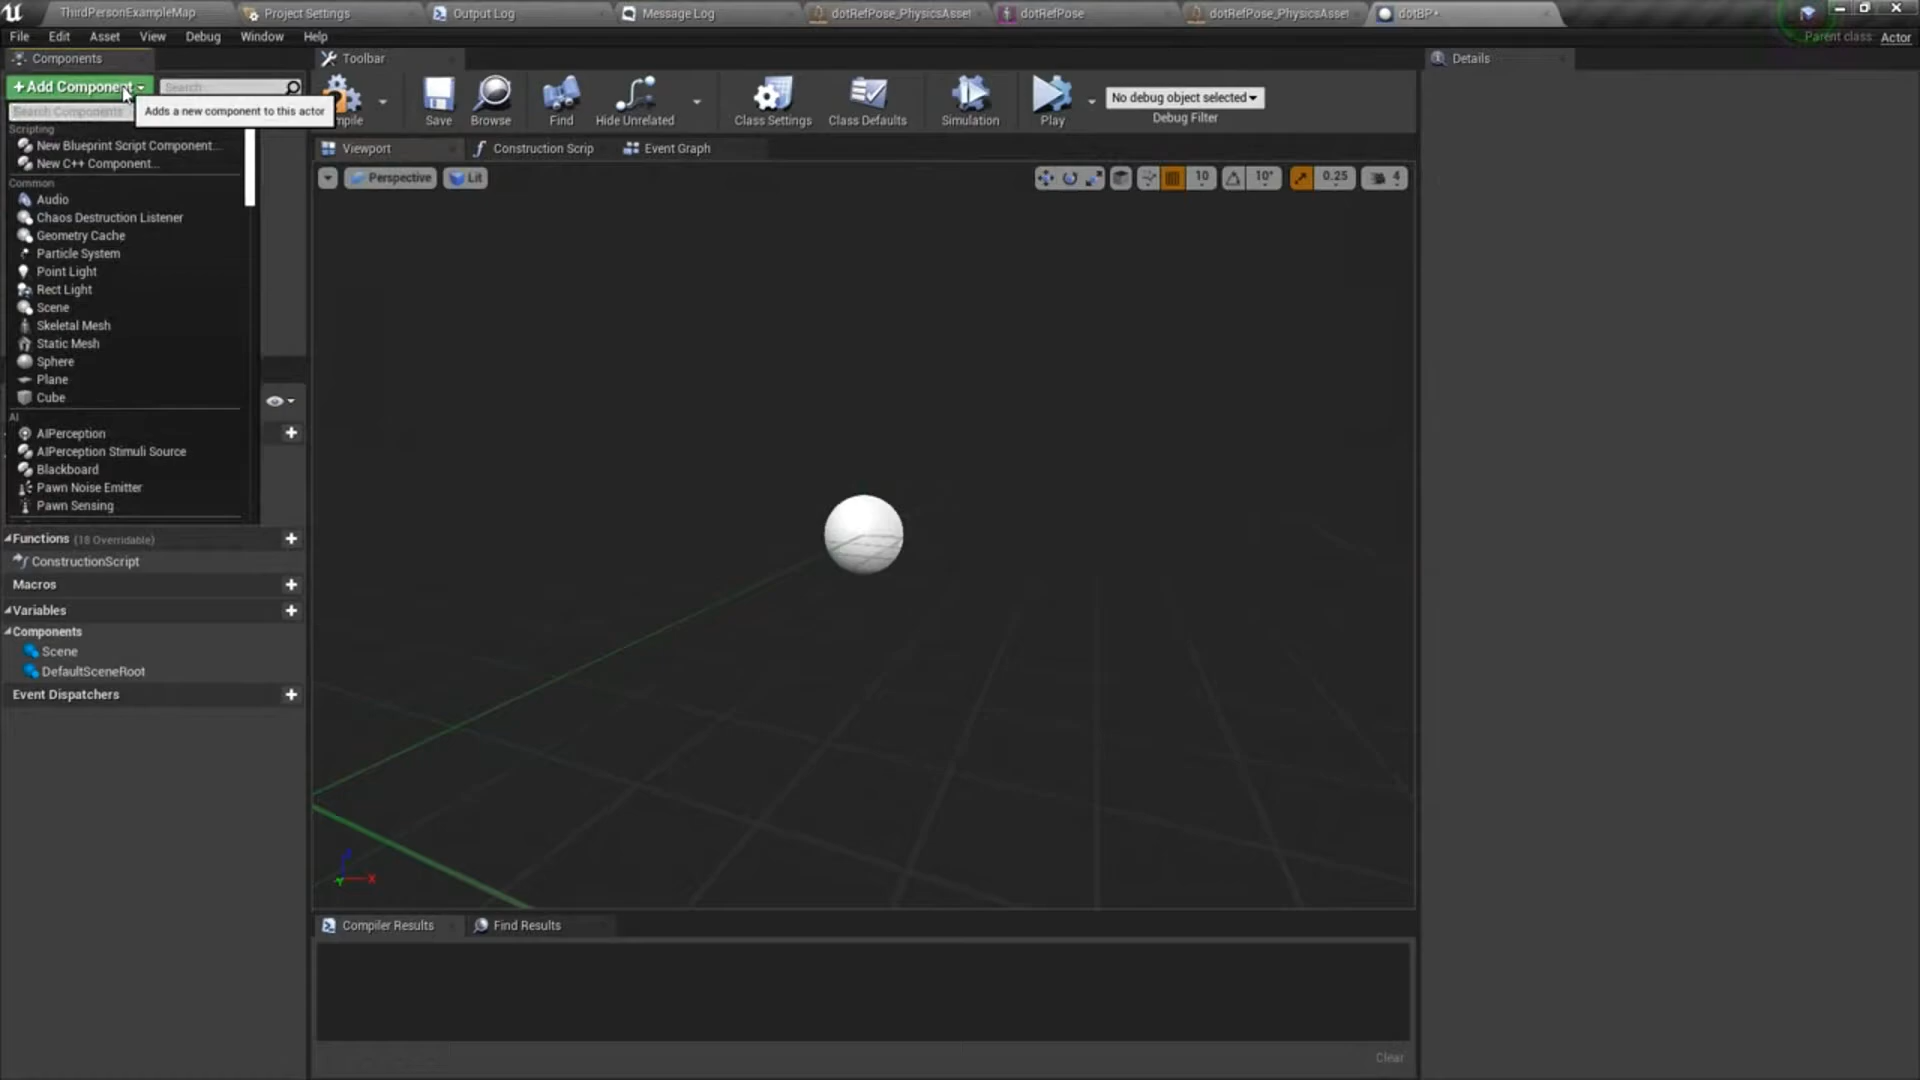 ThirdPersonExampleMap
Project Settings
Output Log
Message Log
dotRefPose_PhysicsAsset
dotRefPose
dotRefPose_PhysicsAsset
dotBP•
File Edit Asset View Debug Window Help
Parent class: Actor
Components
Toolbar
Details
+Add Component
Search
Search Components
Adds a new component to this actor
mpile
Save
Browse
Find
Hide Unrelated
Class Settings
Class Defaults
Simulation
Play
No debug object selected
Debug Filter
Scripting
New Blueprint Script Component...
New C++ Component...
Common
Audio
Chaos Destruction Listener
Geometry Cache
Particle System
Point Light
Rect Light
Scene
Skeletal Mesh
Static Mesh
Sphere
Plane
Cube
AI
AIPerception
AIPerception Stimuli Source
Blackboard
Pawn Noise Emitter
Pawn Sensing
Viewport
Construction Scrip
Event Graph
Perspective
Lit
10
10°
0.25
4
Functions (18 Overridable)
ConstructionScript
Macros
Variables
Components
Scene
DefaultSceneRoot
Event Dispatchers
X
Y
Compiler Results
Find Results
Clear